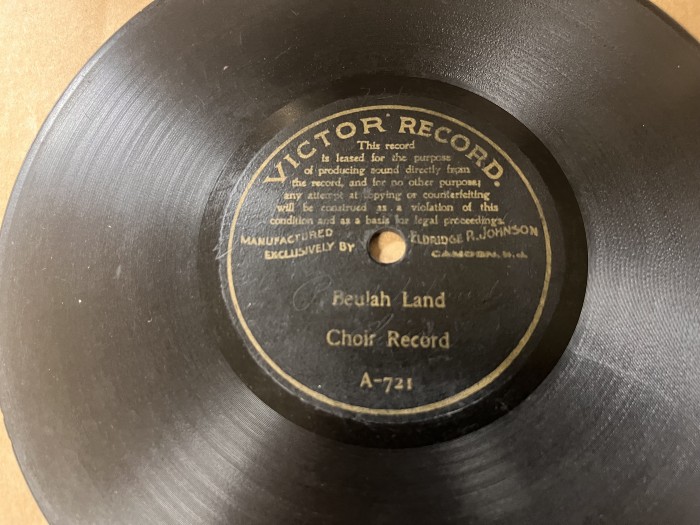 VICTOR RECORD.
This record
is leased for the purpose
of producing sound directly from
the record, and for no other purpose;
any attempt at copying or counterfeiting
will be construed as a violation of this
condition and as a basis for legal proceedings.
MANUFACTURED ELDRIDGE R. JOHNSON
EXCLUSIVELY BY CAMDEN, N.J.
Beulah Land
Choir Record
A-721